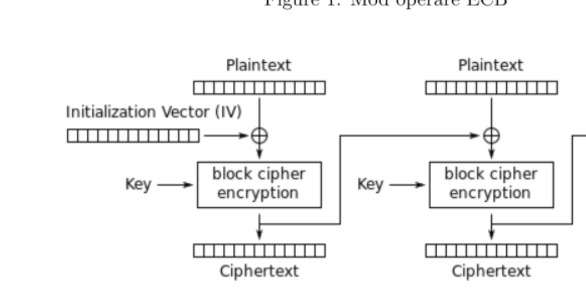 Figure 1: Mod operare ECB
Plaintext Plaintext
Initialization Vector (IV)
Key block cipher encryption Key block cipher encryption
Ciphertext Ciphertext